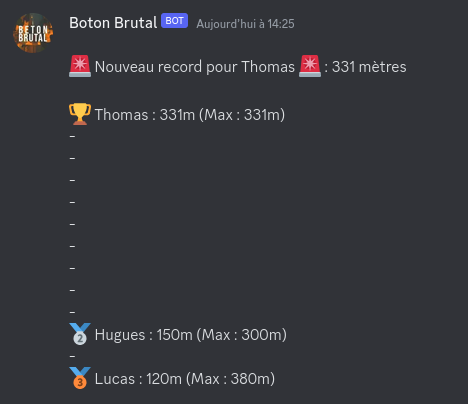 BETON
BRUTAL
Boton Brutal BOT Aujourd'hui à 14:25
🚨 Nouveau record pour Thomas 🚨 : 331 mètres
🏆 Thomas : 331m (Max : 331m)
-
-
-
-
-
-
-
-
-
🥈 Hugues : 150m (Max : 300m)
-
🥉 Lucas : 120m (Max : 380m)